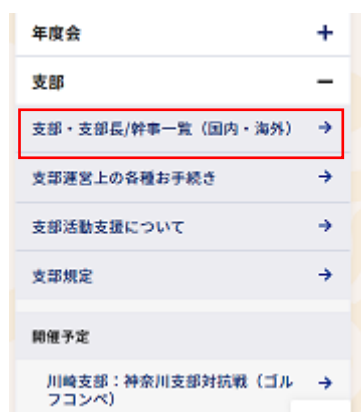 年度会
支部
支部・支部長/幹事一覧（国内・海外）
支部運営上の各種お手続き
支部活動支援について
支部規定
開催予定
川崎支部：神奈川支部対抗戦（ゴル
フコンペ）